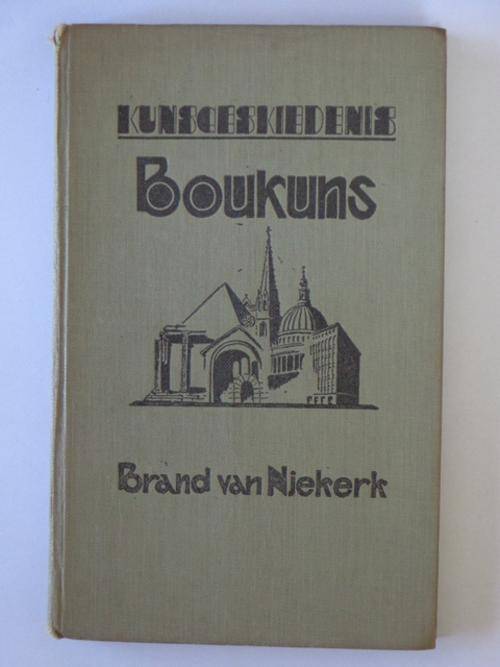 KUNSGESKIEDENIS
BOUKUNS
Brand van Niekerk